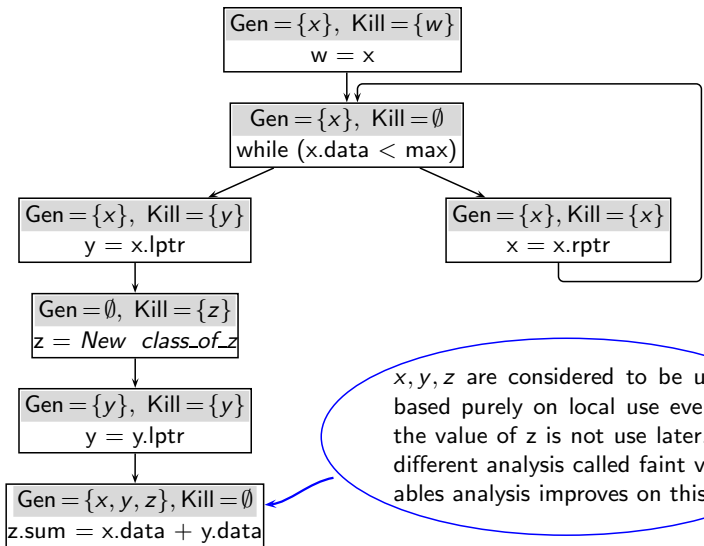 Gen = {x}, Kill = {w}
w = x
Gen = {x}, Kill = ∅
while (x.data < max)
Gen = {x}, Kill = {y}
y = x.lptr
Gen = {x}, Kill = {x}
x = x.rptr
Gen = ∅, Kill = {z}
z = New class_of_z
Gen = {y}, Kill = {y}
y = y.lptr
Gen = {x, y, z}, Kill = ∅
z.sum = x.data + y.data
x, y, z are considered to be
based purely on local use
the value of z is not use later
different analysis called faint
ables analysis improves on this